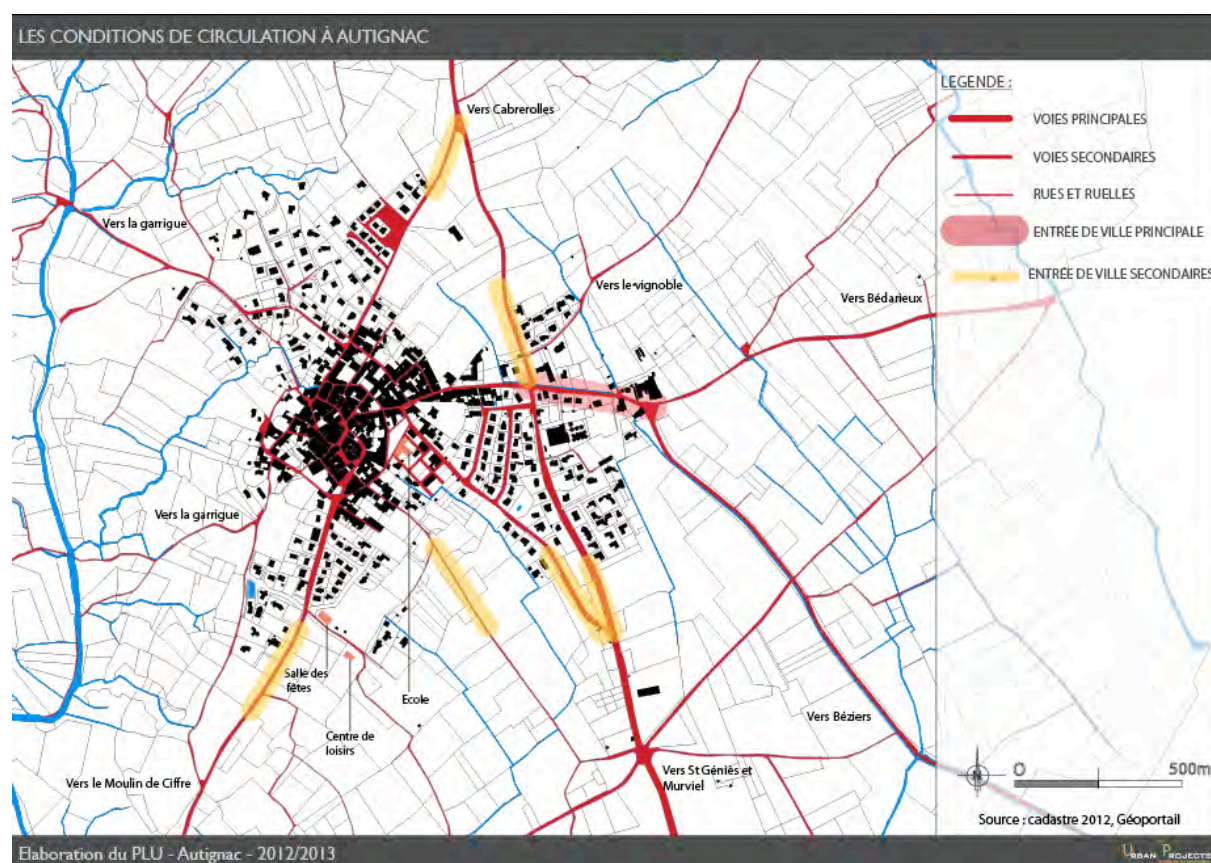 LES CONDITIONS DE CIRCULATION À AUTIGNAC
LEGENDE :
VOIES PRINCIPALES
VOIES SECONDAIRES
RUES ET RUELLES
ENTRÉE DE VILLE PRINCIPALE
ENTRÉE DE VILLE SECONDAIRES
Vers Cabrerolles
Vers la garrigue
Vers le vignoble
Vers Bédarieux
Vers la garrigue
Salle des
fêtes
Ecole
Centre de
loisirs
Vers Béziers
Vers le Moulin de Ciffre
Vers St Géniès et
Murviel
N
0
500m
Source : cadastre 2012, Géoportail
Elaboration du PLU - Autignac - 2012/2013
URBAN PROJECTS